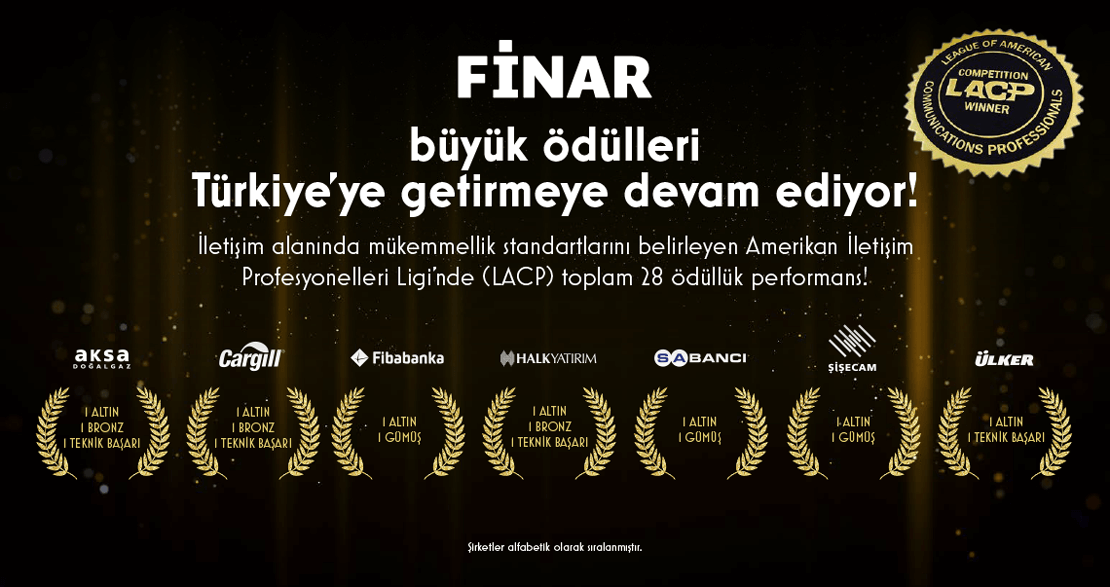 FİNAR
LEAGUE OF AMERICAN
COMMUNICATIONS PROFESSIONALS
COMPETITION
LACP
WINNER
büyük ödülleri
Türkiye'ye getirmeye devam ediyor!
İletişim alanında mükemmellik standartlarını belirleyen Amerikan İletişim
Profesyonelleri Ligi'nde (LACP) toplam 28 ödüllük performans!
aksa
DOĞALGAZ
1 ALTIN
1 BRONZ
1 TEKNİK BAŞARI
Cargill
1 ALTIN
1 BRONZ
1 TEKNİK BAŞARI
Fibabanka
1 ALTIN
1 GÜMÜŞ
HALKYATIRIM
1 ALTIN
1 BRONZ
1 TEKNİK BAŞARI
SABANCI
1 ALTIN
1 GÜMÜŞ
ŞİŞECAM
1 ALTIN
1 GÜMÜŞ
ÜLKER
1 ALTIN
1 TEKNİK BAŞARI
Şirketler alfabetik olarak sıralanmıştır.